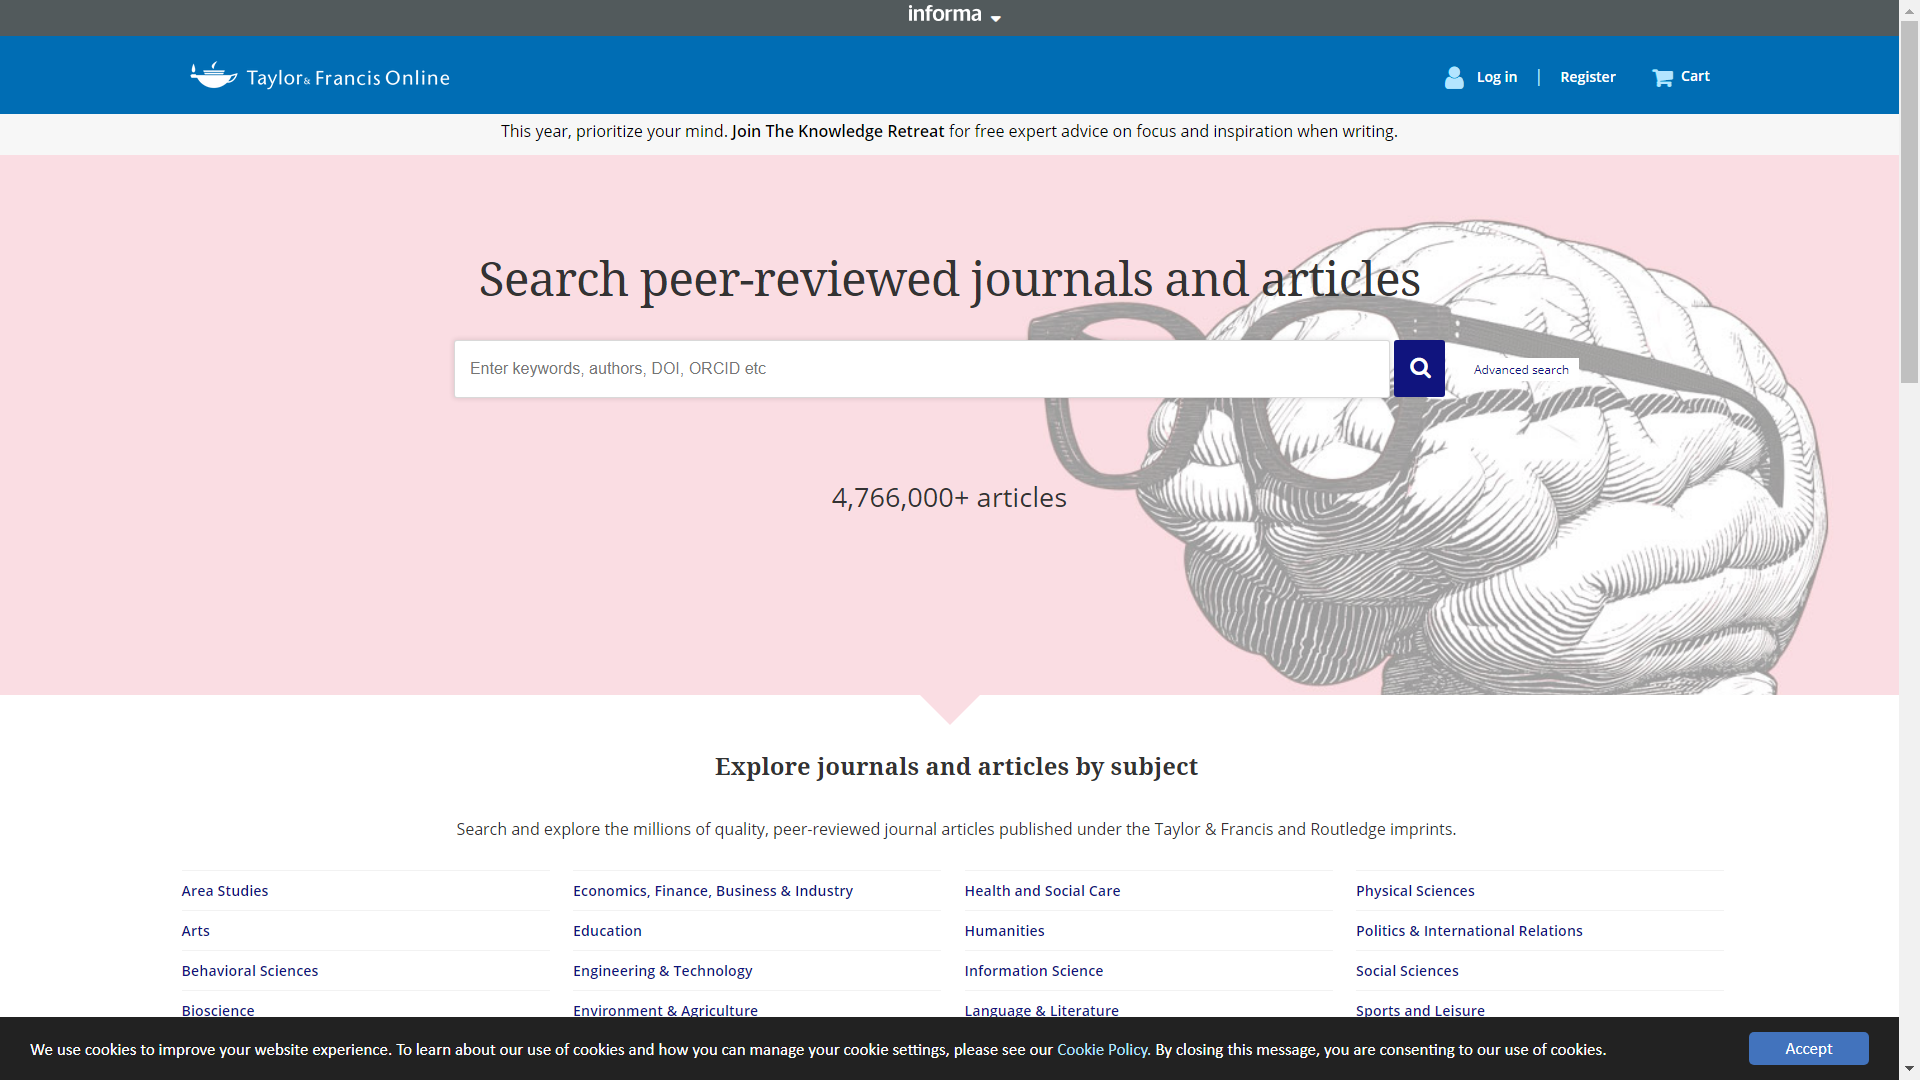 informa
Taylor & Francis Online
Log in
Register
Cart
This year, prioritize your mind. Join The Knowledge Retreat for free expert advice on focus and inspiration when writing.
Search peer-reviewed journals and articles
Enter keywords, authors, DOI, ORCID etc
Advanced search
4,766,000+ articles
Explore journals and articles by subject
Search and explore the millions of quality, peer-reviewed journal articles published under the Taylor & Francis and Routledge imprints.
Area Studies
Economics, Finance, Business & Industry
Health and Social Care
Physical Sciences
Arts
Education
Humanities
Politics & International Relations
Behavioral Sciences
Engineering & Technology
Information Science
Social Sciences
Bioscience
Environment & Agriculture
Language & Literature
Sports and Leisure
We use cookies to improve your website experience. To learn about our use of cookies and how you can manage your cookie settings, please see our Cookie Policy. By closing this message, you are consenting to our use of cookies.
Accept